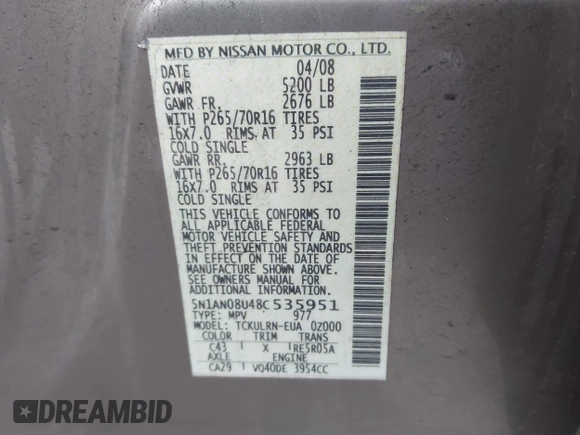 MFD BY NISSAN MOTOR CO., LTD.
DATE 04/08
GVWR 5200 LB
GAWR FR. 2676 LB
WITH P265/70R16 TIRES
16x7.0 RIMS AT 35 PSI
COLD SINGLE
GAWR RR. 2963 LB
WITH P265/70R16 TIRES
16x7.0 RIMS AT 35 PSI
COLD SINGLE
THIS VEHICLE CONFORMS TO
ALL APPLICABLE FEDERAL
MOTOR VEHICLE SAFETY AND
THEFT PREVENTION STANDARDS
IN EFFECT ON THE DATE OF
MANUFACTURE SHOWN ABOVE.
SEE OWNERS MANUAL FOR
ADDITIONAL INFORMATION
5N1AN08U48C535951
TYPE: MPV 977
MODEL: TCKULRN-EUA 02000
COLOR TRIM TRANS
C43 X RE5R05A
AXLE ENGINE
CA29 VQ40DE 3954CC
DREAMBID